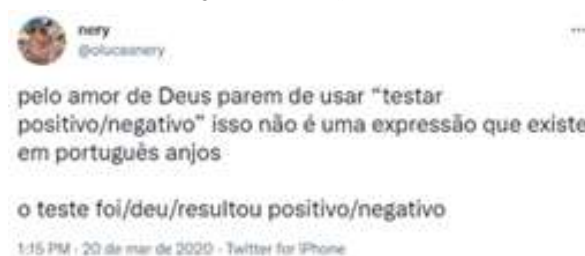 nery
@olucasnery
pelo amor de Deus parem de usar "testar
positivo/negativo" isso não é uma expressão que existe
em português anjos
o teste foi/deu/resultou positivo/negativo
1:15 PM · 20 de mar de 2020 · Twitter for iPhone